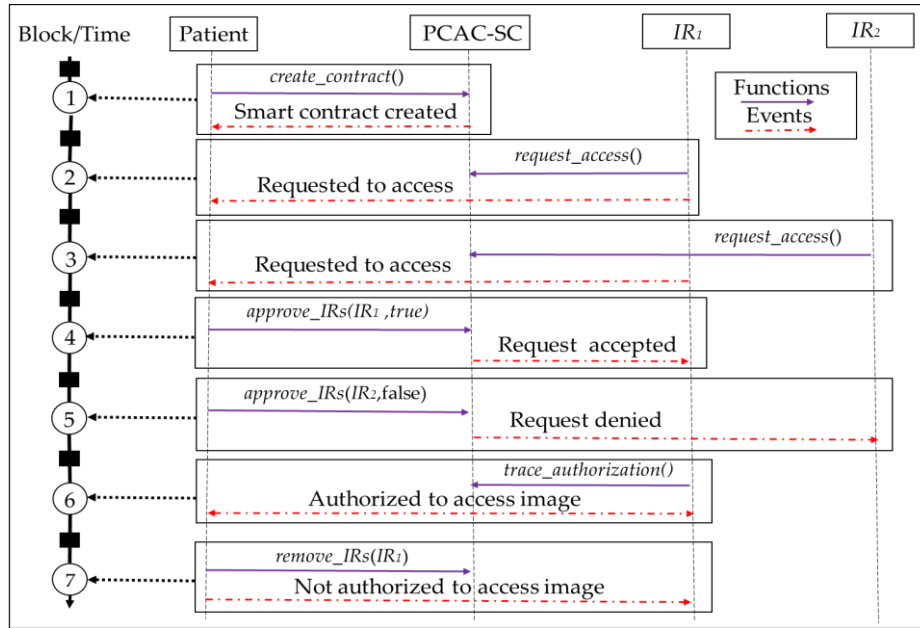 Block/Time Patient PCAC-SC IR1 IR2
create_contract()
1
Smart contract created
Functions
Events
request_access()
2
Requested to access
request_access()
3
Requested to access
approve_IRs(IR1 ,true)
4
Request accepted
approve_IRs(IR2,false)
5
Request denied
trace_authorization()
6
Authorized to access image
remove_IRs(IR1)
7
Not authorized to access image